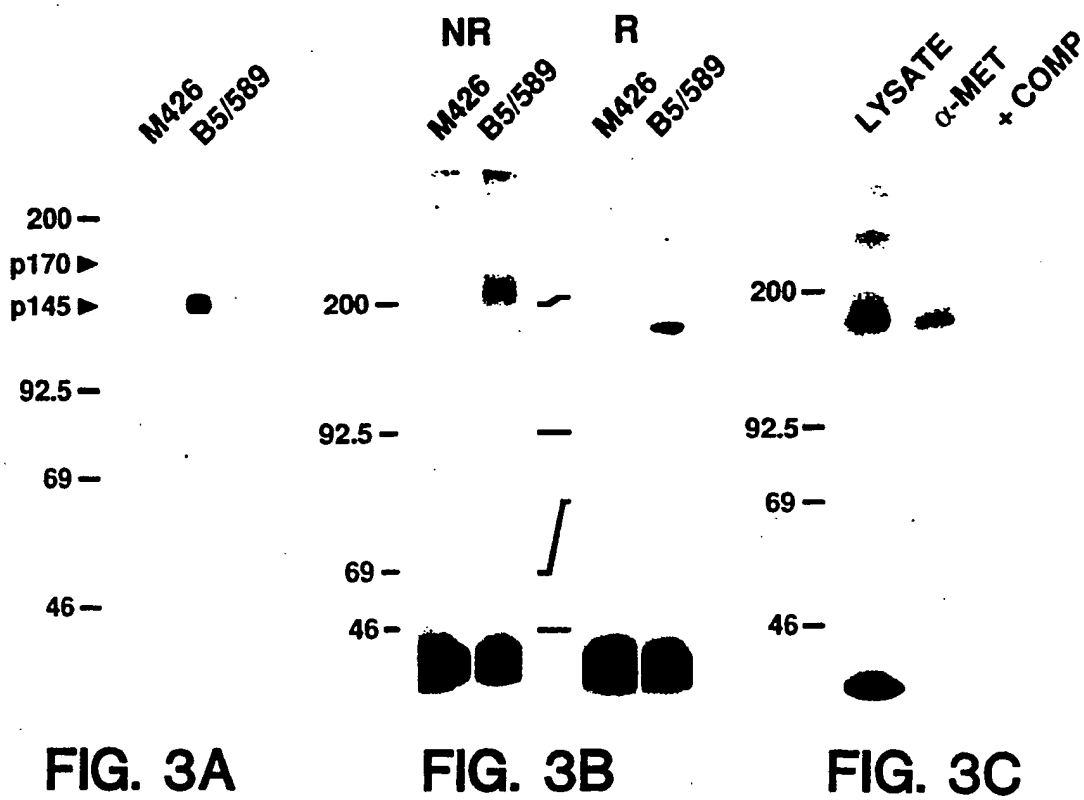 M426
B5/589
200
p170
p145
92.5
69
46
FIG. 3A
NR
R
M426
B5/589
M426
B5/589
200
92.5
69
46
FIG. 3B
LYSATE
α-MET
+ COMP
200
92.5
69
46
FIG. 3C